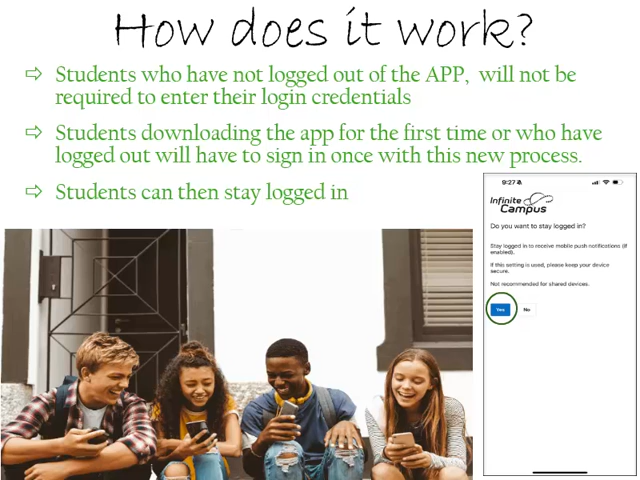 How does it work?
Students who have not logged out of the APP, will not be
required to enter their login credentials
Students downloading the app for the first time or who have
logged out will have to sign in once with this new process.
Students can then stay logged in
9:27
Infinite
Campus
Do you want to stay logged in?
Stay logged in to receive mobile push notifications (if
enabled).
If this setting is used, please keep your device
secure.
Not recommended for shared devices.
Yes No